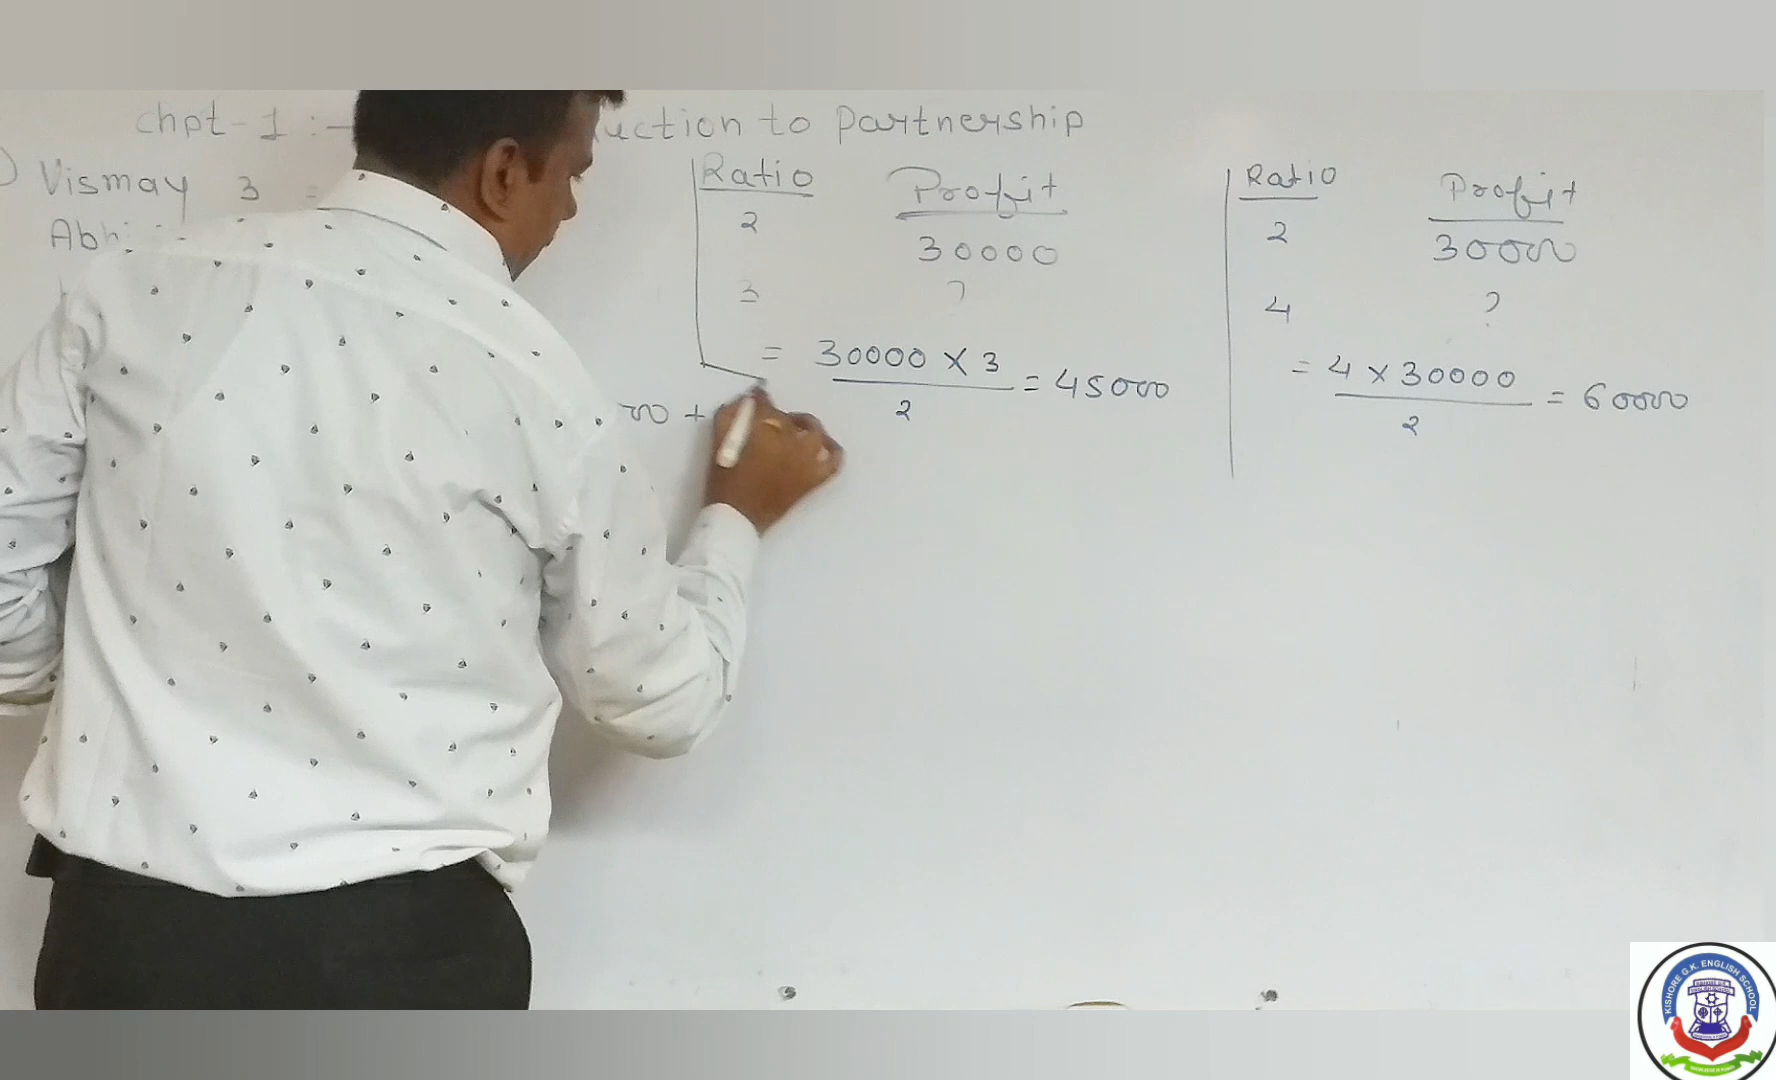 chpt-1 :- uction to partnership
Vismay 3 =
Abhi
00 +
Ratio Profit
2 30000
3 ?
= 30000 x 3 / 2 = 45000
Ratio Profit
2 30000
4 ?
= 4 x 30000 / 2 = 60000
KISHORE G.K. ENGLISH SCHOOL